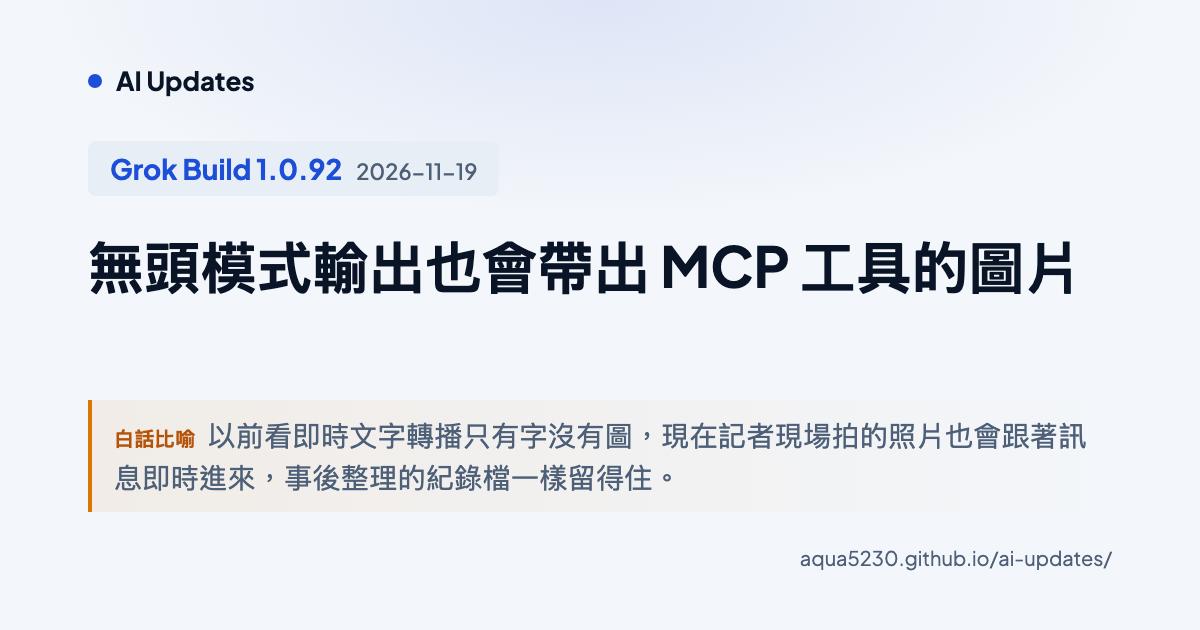 AI Updates
Grok Build 1.0.92 2026-11-19
無頭模式輸出也會帶出 MCP 工具的圖片
白話比喻 以前看即時文字轉播只有字沒有圖，現在記者現場拍的照片也會跟著訊
息即時進來，事後整理的紀錄檔一樣留得住。
aqua5230.github.io/ai-updates/